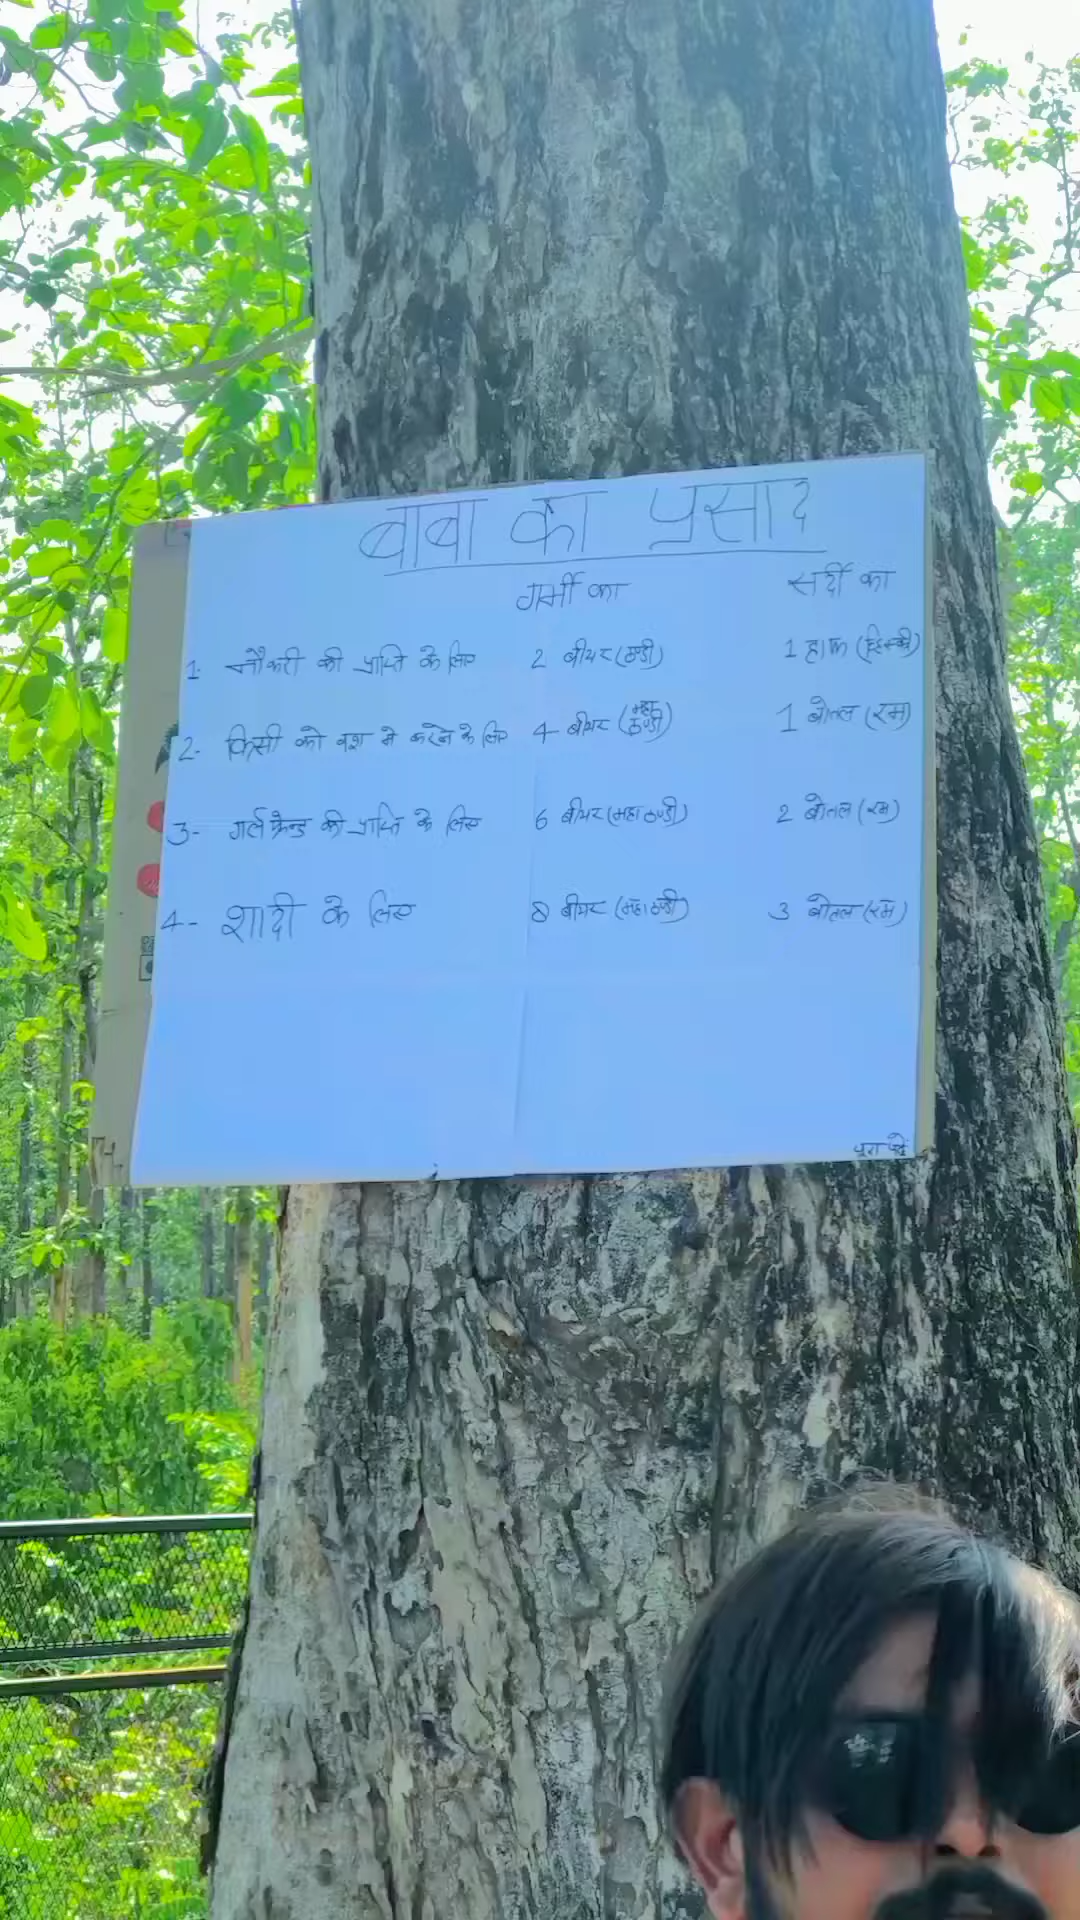 बाबा का प्रसाद
गर्मी का सर्दी का
1- नौकरी की प्राप्ति के लिए 2 बीयर (ठण्डी) 1 हाफ (व्हिस्की)
2- किसी को वश मे करने के लिए 4 बीयर (महा ठण्डी) 1 बोतल (रम)
3- गर्लफ्रेन्ड की प्राप्ति के लिए 6 बीयर (महा ठण्डी) 2 बोतल (रम)
4- शादी के लिए 8 बीयर (महा ठण्डी) 3 बोतल (रम)